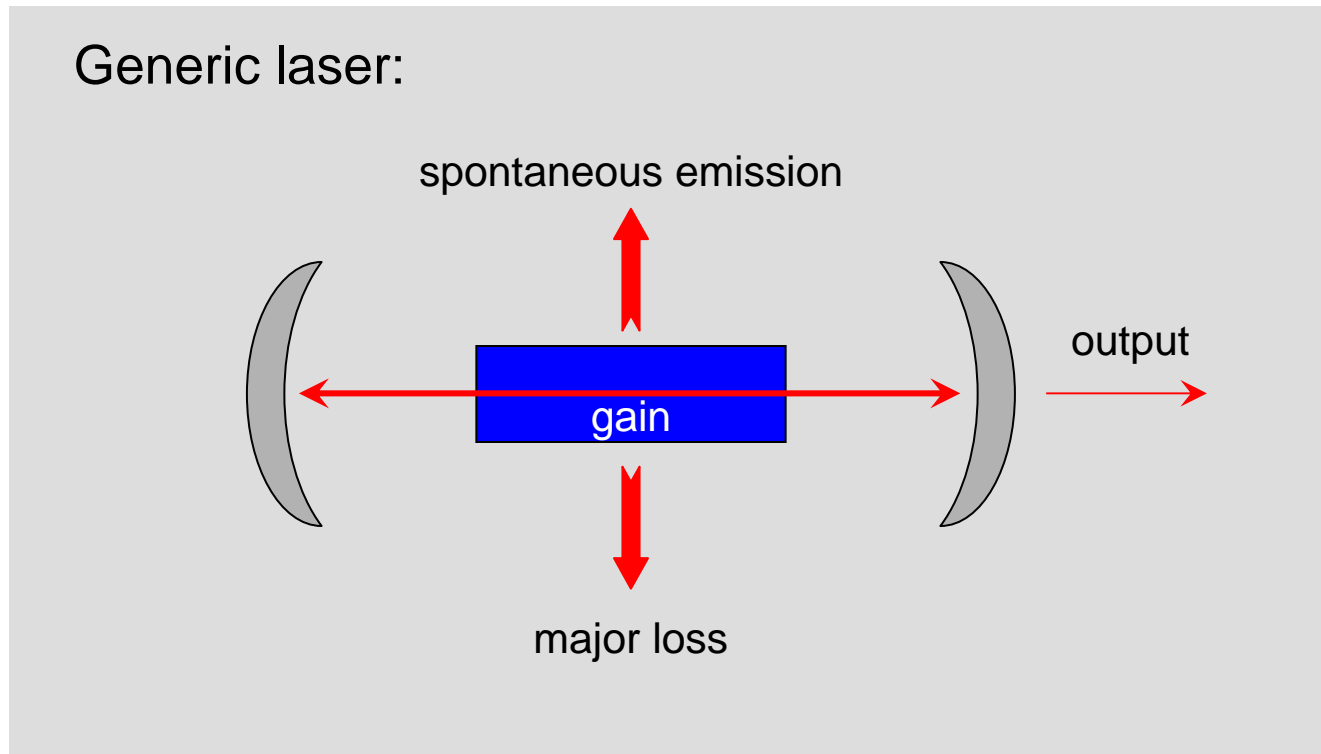 Generic laser:
spontaneous emission
output
gain
major loss